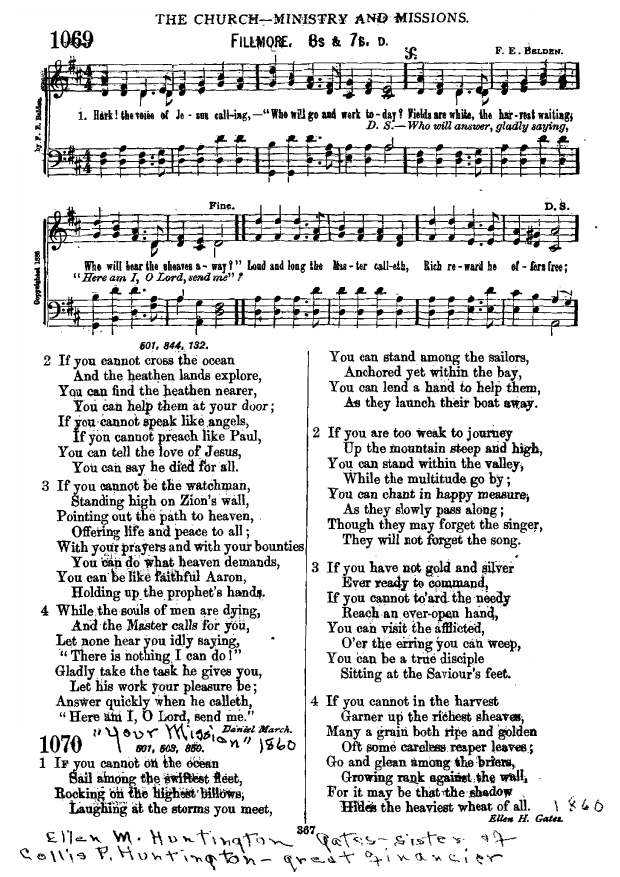 THE CHURCH—MINISTRY AND MISSIONS.
1069
FILLMORE. 8s & 7s. D.
F. E. BELDEN.
by F. E. Belden.
1. Hark! the voice of Je - sus call-ing,—"Who will go and work to-day? Fields are white, the har-vest waiting;
D. S.—Who will answer, gladly saying,
Fine.
D. S.
Copyrighted 1886
Who will bear the sheaves a - way?" Loud and long the Mas - ter call-eth, Rich re-ward he of - fers free;
"Here am I, O Lord, send me"?
601, 844, 132.
2 If you cannot cross the ocean
And the heathen lands explore,
You can find the heathen nearer,
You can help them at your door;
If you cannot speak like angels,
If you cannot preach like Paul,
You can tell the love of Jesus,
You can say he died for all.
3 If you cannot be the watchman,
Standing high on Zion's wall,
Pointing out the path to heaven,
Offering life and peace to all;
With your prayers and with your bounties
You can do what heaven demands,
You can be like faithful Aaron,
Holding up the prophet's hands.
4 While the souls of men are dying,
And the Master calls for you,
Let none hear you idly saying,
"There is nothing I can do!"
Gladly take the task he gives you,
Let his work your pleasure be;
Answer quickly when he calleth,
"Here am I, O Lord, send me."
Daniel March.
1070
"Your Mission" 1860
601, 603, 850.
1 IF you cannot on the ocean
Sail among the swiftest fleet,
Rocking on the highest billows,
Laughing at the storms you meet,
You can stand among the sailors,
Anchored yet within the bay,
You can lend a hand to help them,
As they launch their boat away.
2 If you are too weak to journey
Up the mountain steep and high,
You can stand within the valley,
While the multitude go by;
You can chant in happy measure,
As they slowly pass along;
Though they may forget the singer,
They will not forget the song.
3 If you have not gold and silver
Ever ready to command,
If you cannot to'ard the needy
Reach an ever-open hand,
You can visit the afflicted,
O'er the erring you can weep,
You can be a true disciple
Sitting at the Saviour's feet.
4 If you cannot in the harvest
Garner up the richest sheaves,
Many a grain both ripe and golden
Oft some careless reaper leaves;
Go and glean among the briers,
Growing rank against the wall,
For it may be that the shadow
Hides the heaviest wheat of all. 1860
Ellen H. Gates.
367
Ellen M. Huntington Gates-sister of
Collis P. Huntington - great financier